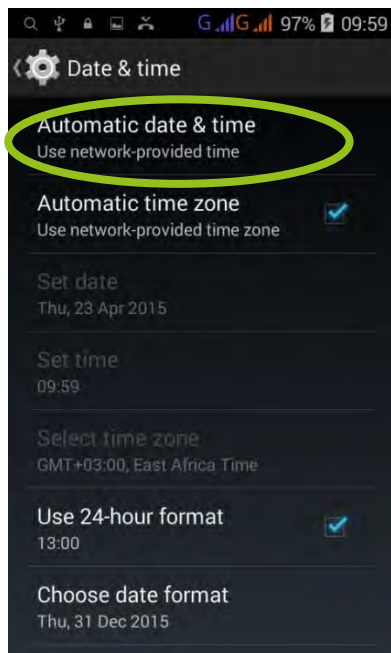 G G 97% 09:59
Date & time
Automatic date & time
Use network-provided time
Automatic time zone
Use network-provided time zone
Set date
Thu, 23 Apr 2015
Set time
09:59
Select time zone
GMT+03:00, East Africa Time
Use 24-hour format
13:00
Choose date format
Thu, 31 Dec 2015